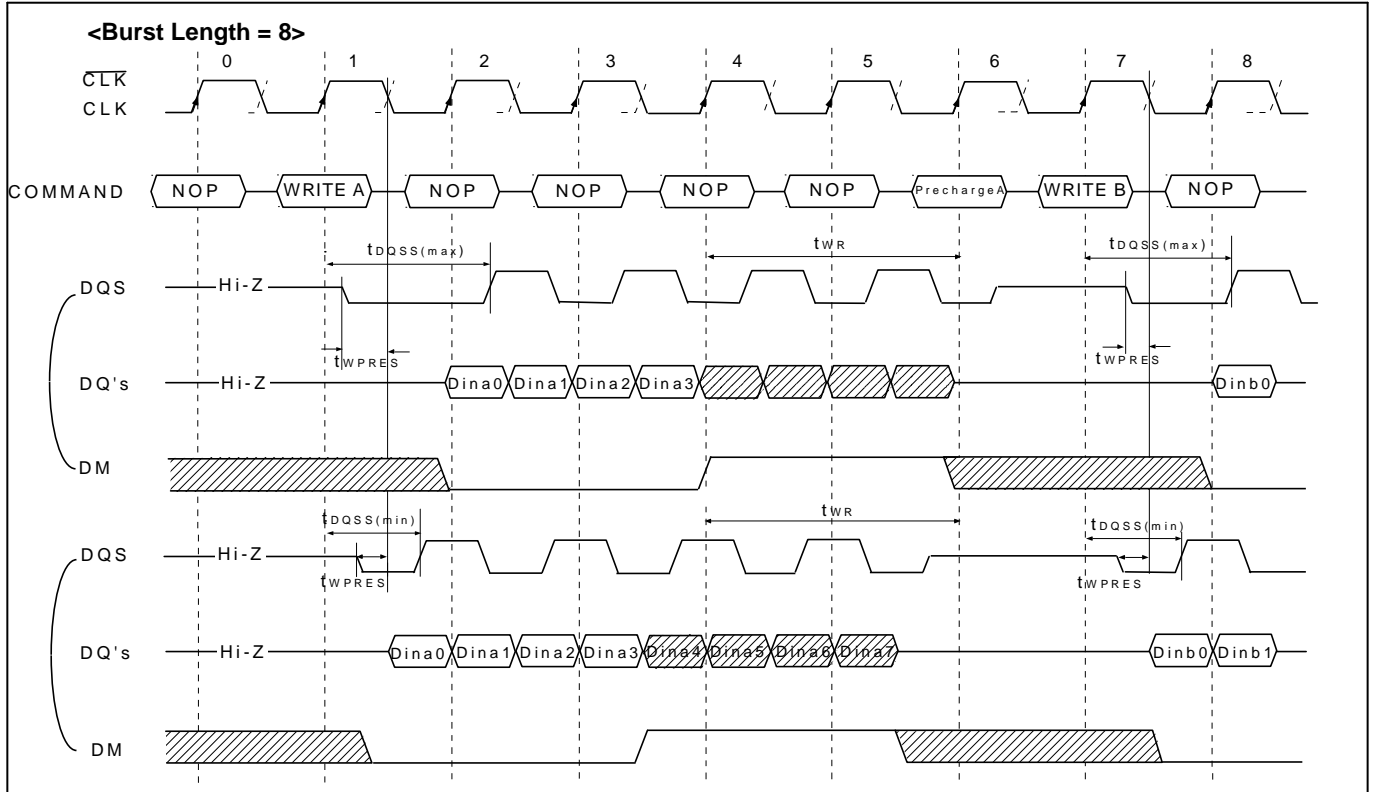 <Burst Length = 8>
0 1 2 3 4 5 6 7 8
CLK
CLK
COMMAND NOP WRITE A NOP NOP NOP NOP PrechargeA WRITE B NOP
tDQSS(max) tWR tDQSS(max)
DQS Hi-Z
tWPRES tWPRES
DQ's Hi-Z Dina0 Dina1 Dina2 Dina3 Dinb0
DM
tDQSS(min) tWR tDQSS(min)
DQS Hi-Z
tWPRES tWPRES
DQ's Hi-Z Dina0 Dina1 Dina2 Dina3 Dina4 Dina5 Dina6 Dina7 Dinb0 Dinb1
DM